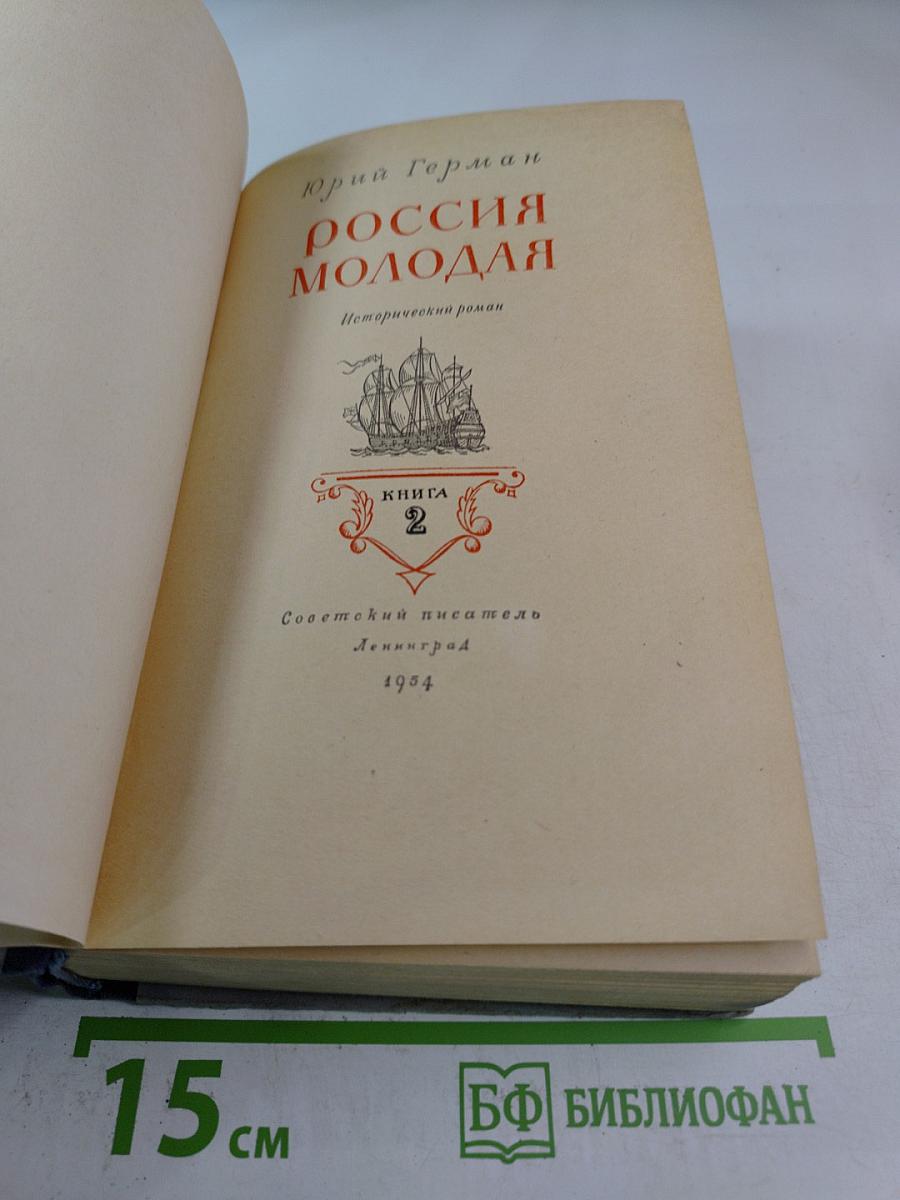 Юрий Герман
РОССИЯ
МОЛОДАЯ
Исторический роман
КНИГА
2
Советский писатель
Ленинград
1954
15 см
БФ БИБЛИОФАН